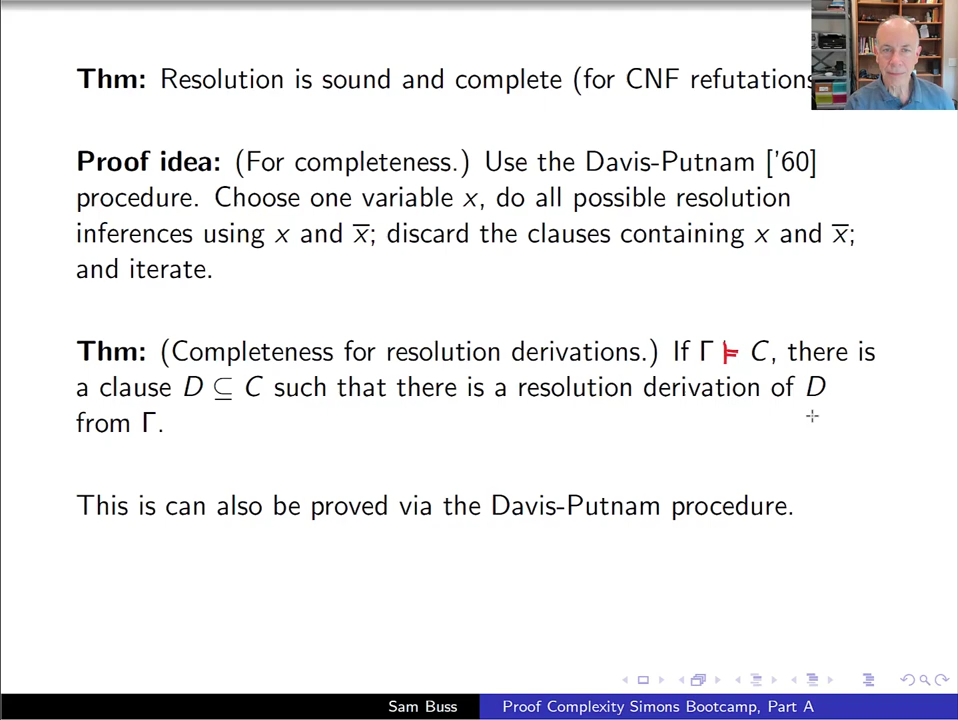 Thm: Resolution is sound and complete (for CNF refutations
Proof idea: (For completeness.) Use the Davis-Putnam ['60]
procedure. Choose one variable x, do all possible resolution
inferences using x and x̅; discard the clauses containing x and x̅;
and iterate.
Thm: (Completeness for resolution derivations.) If Γ ⊨ C, there is
a clause D ⊆ C such that there is a resolution derivation of D
from Γ.
This is can also be proved via the Davis-Putnam procedure.
Sam Buss Proof Complexity Simons Bootcamp, Part A